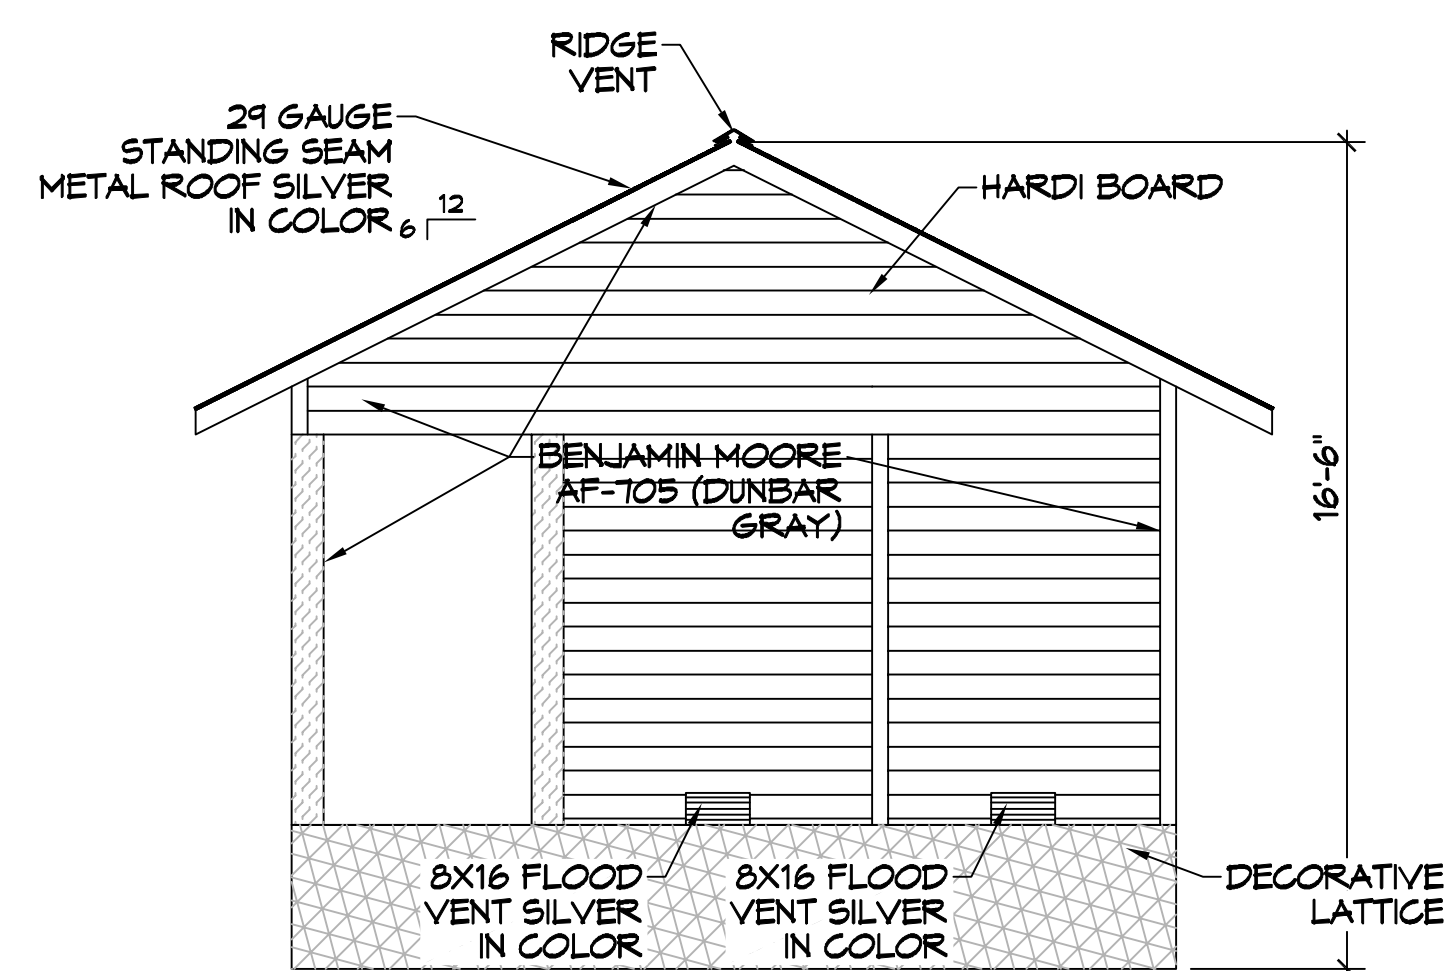 RIDGE
VENT
29 GAUGE
STANDING SEAM
METAL ROOF SILVER
IN COLOR
12
6
HARDI BOARD
BENJAMIN MOORE
AF-705 (DUNBAR
GRAY)
16'-6"
8X16 FLOOD
VENT SILVER
IN COLOR
8X16 FLOOD
VENT SILVER
IN COLOR
DECORATIVE
LATTICE